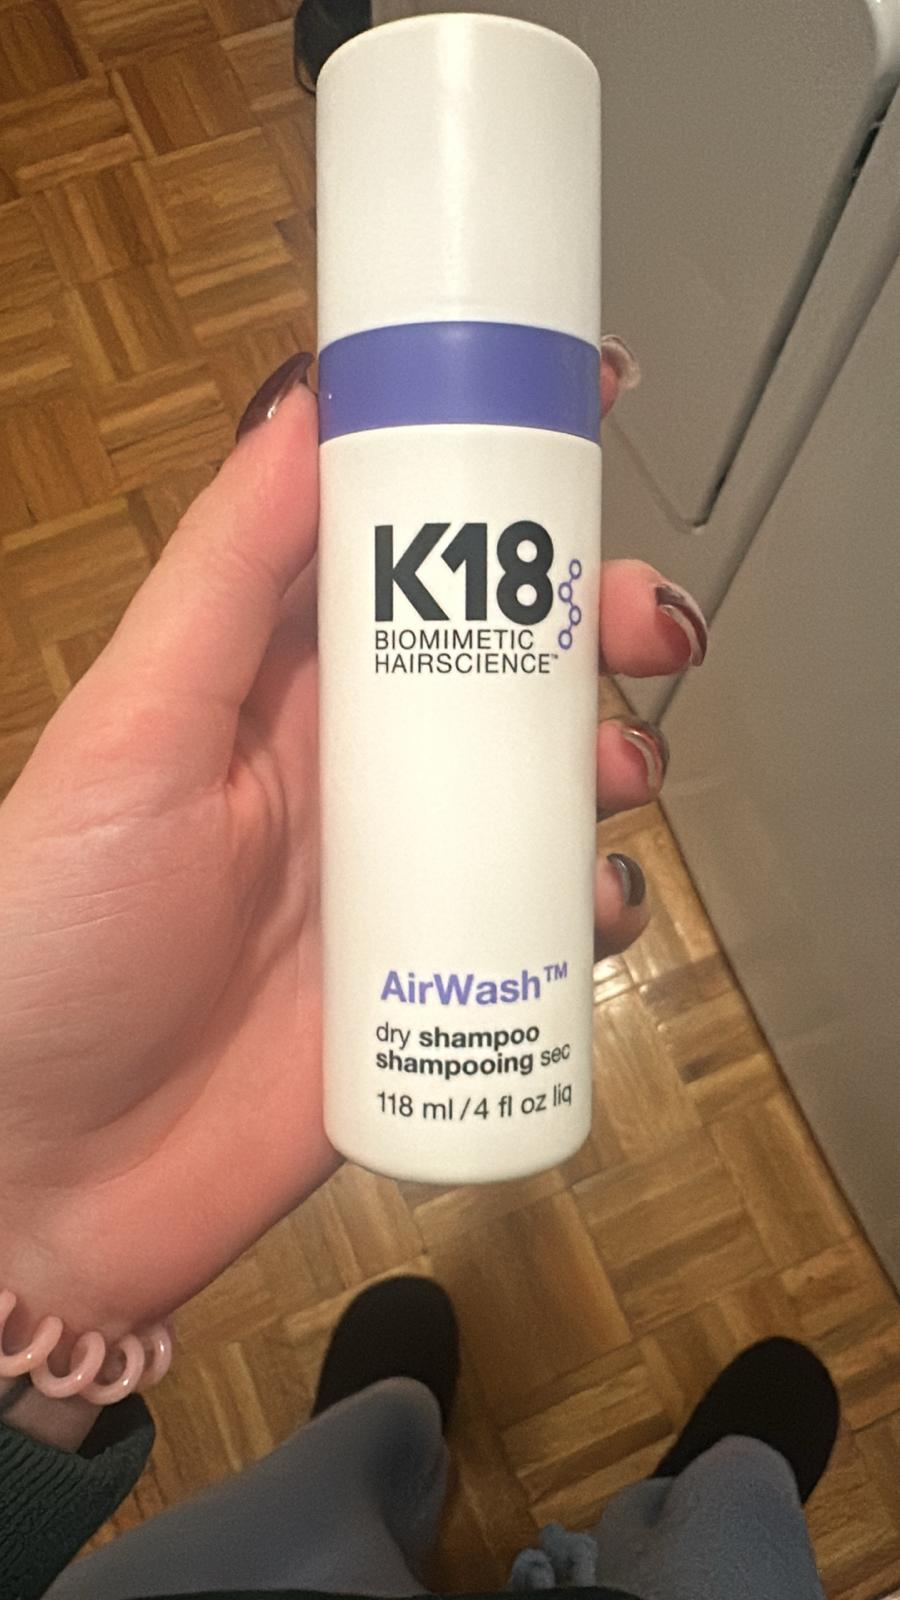 K18
BIOMIMETIC
HAIRSCIENCE™
AirWash™
dry shampoo
shampooing sec
118 ml / 4 fl oz liq